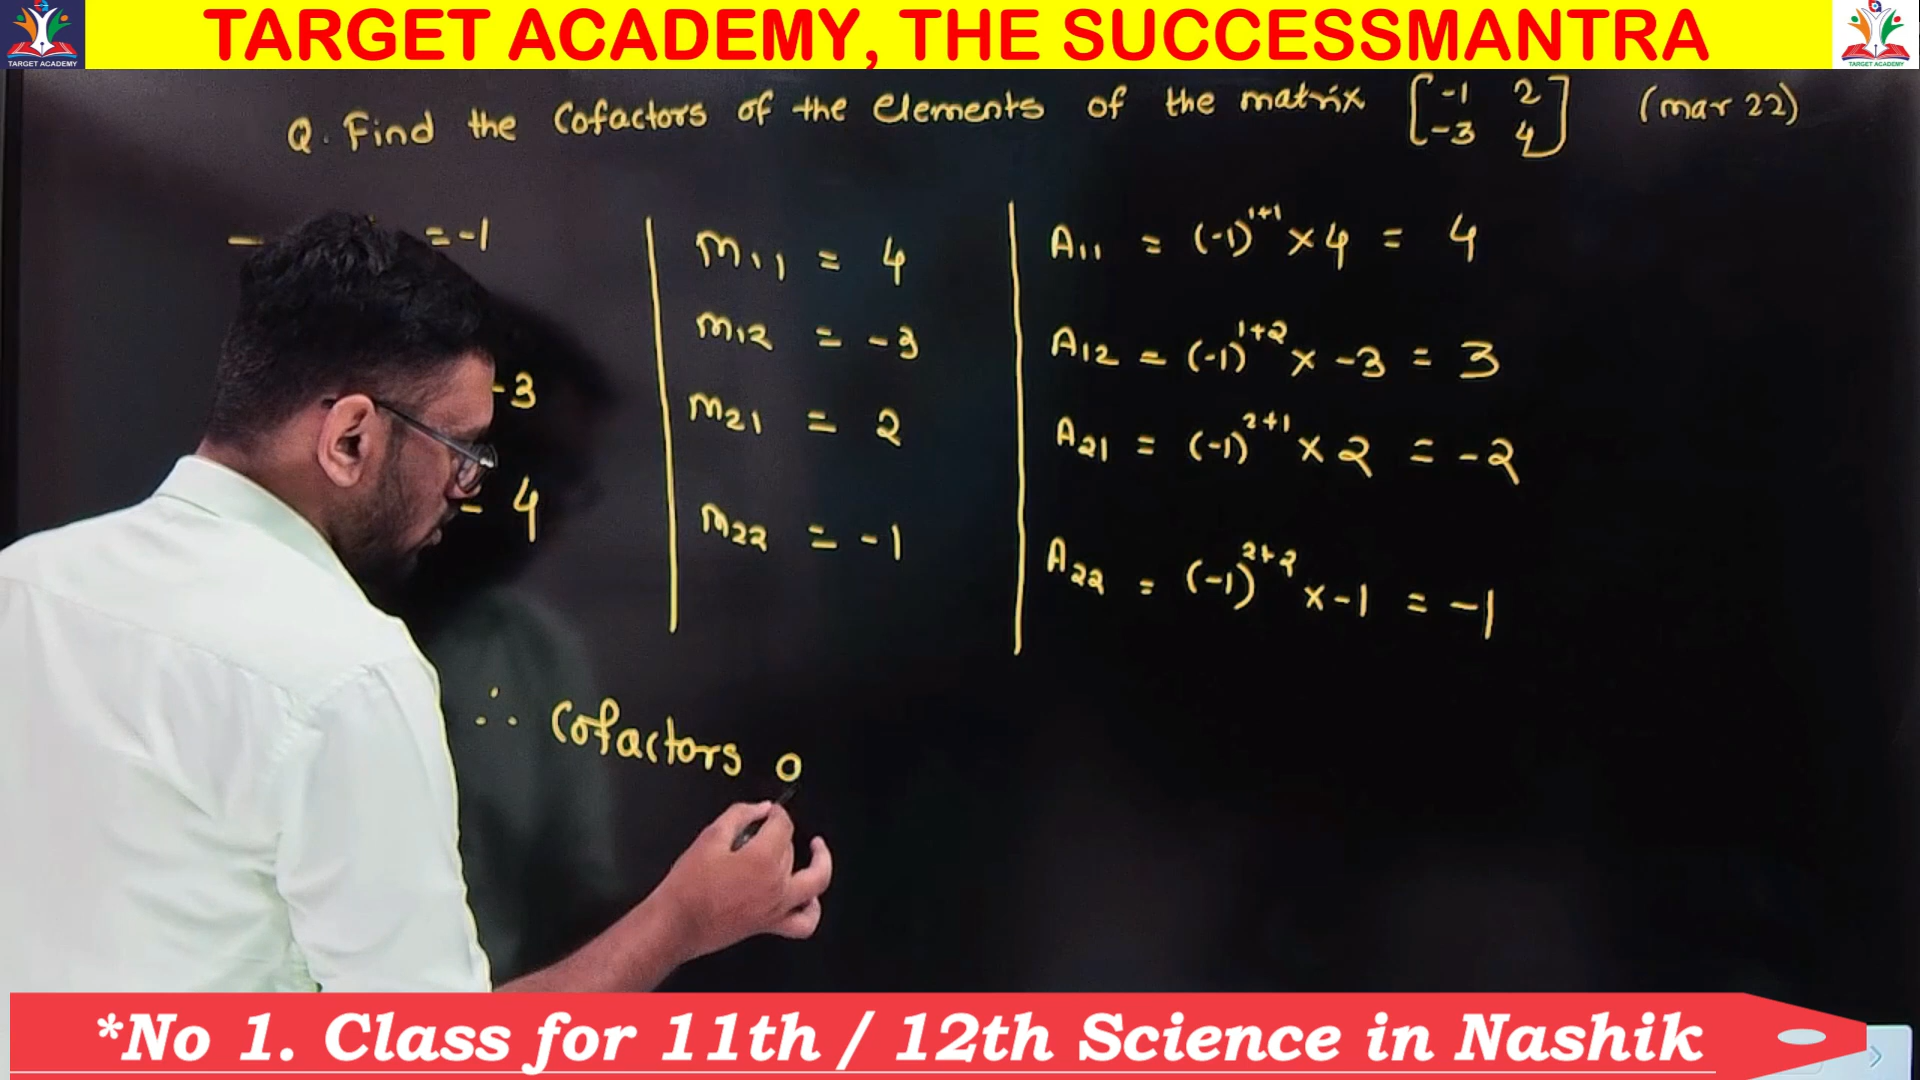 TARGET ACADEMY, THE SUCCESSMANTRA
TARGET ACADEMY
TARGET ACADEMY
Q. Find the Cofactors of the elements of the matrix [-1 2 (mar 22)
-3 4]
= -1
-3
= 4
m11 = 4
m12 = -3
m21 = 2
m22 = -1
A11 = (-1)^1+1 × 4 = 4
A12 = (-1)^1+2 × -3 = 3
A21 = (-1)^2+1 × 2 = -2
A22 = (-1)^2+2 × -1 = -1
∴ Cofactors o
*No 1. Class for 11th / 12th Science in Nashik